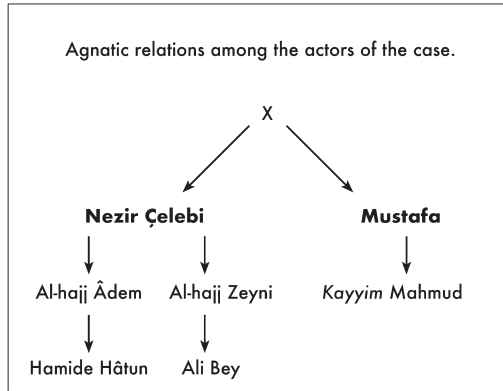 Agnatic relations among the actors of the case.
X
Nezir Çelebi Mustafa
Al-hajj Âdem Al-hajj Zeyni Kayyim Mahmud
Hamide Hâtun Ali Bey